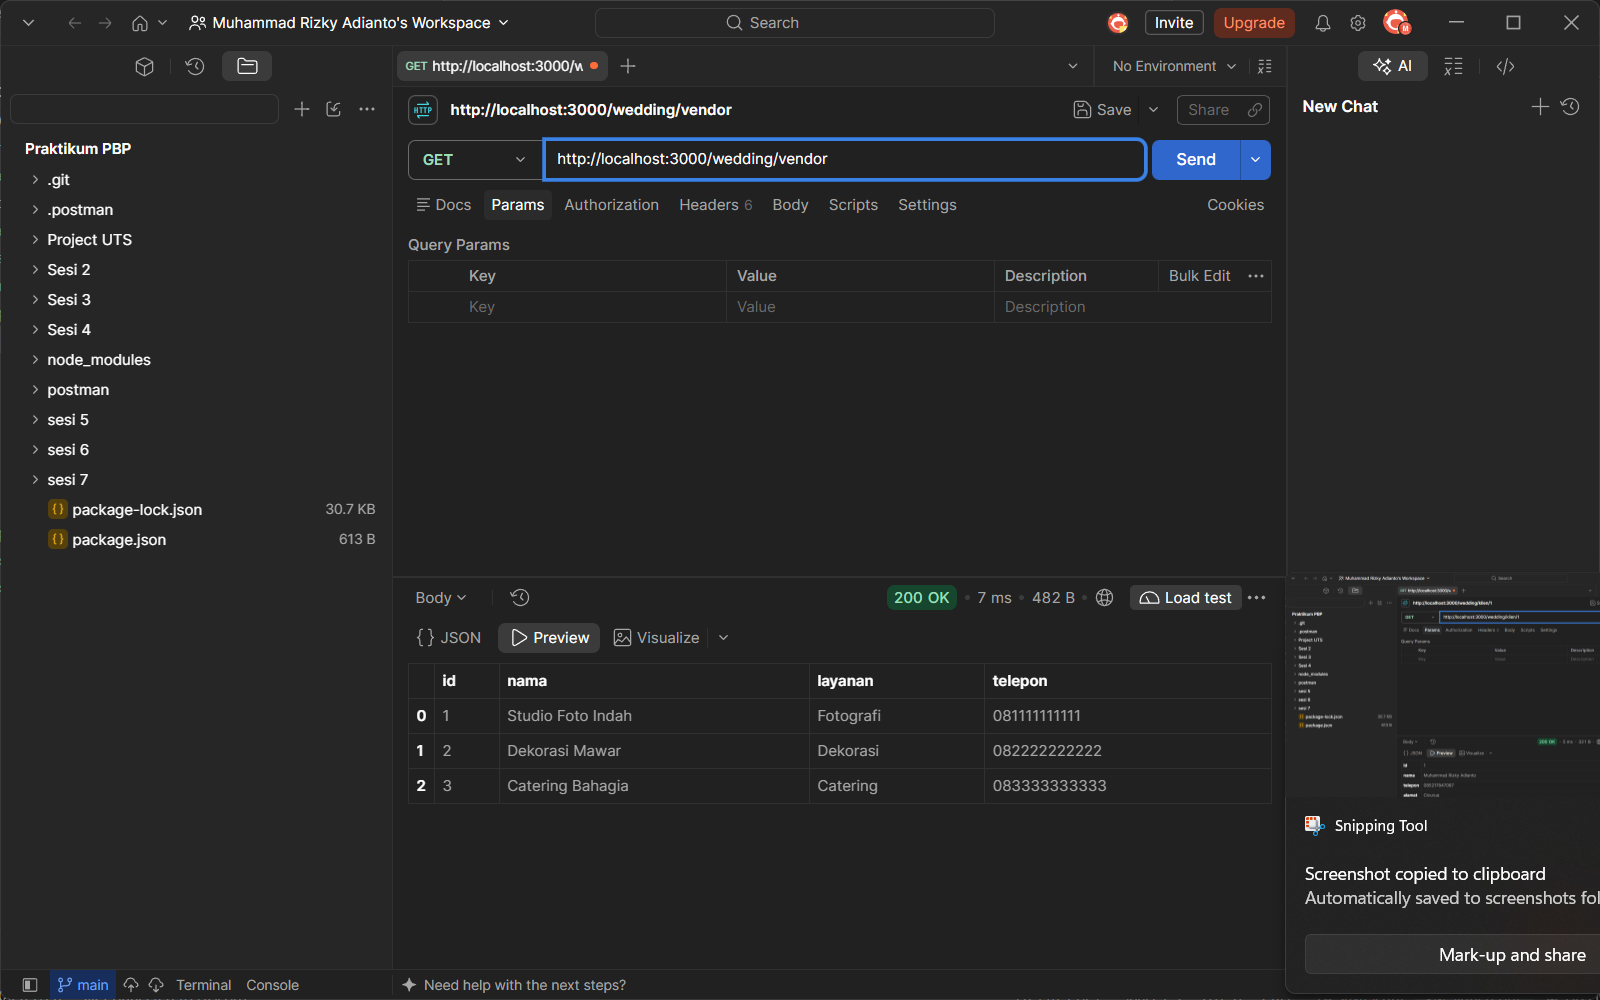 Muhammad Rizky Adianto's Workspace
Search
Invite
Upgrade
GET http://localhost:3000/w
No Environment
AI
HTTP
http://localhost:3000/wedding/vendor
Save
Share
New Chat
Praktikum PBP
GET
http://localhost:3000/wedding/vendor
Send
.git
.postman
Project UTS
Sesi 2
Sesi 3
Sesi 4
node_modules
postman
sesi 5
sesi 6
sesi 7
package-lock.json 30.7 KB
package.json 613 B
Docs Params Authorization Headers 6 Body Scripts Settings Cookies
Query Params
Key Value Description Bulk Edit
Key Value Description
Body
200 OK 7 ms 482 B Load test
{} JSON Preview Visualize
id nama layanan telepon
0 1 Studio Foto Indah Fotografi 081111111111
1 2 Dekorasi Mawar Dekorasi 082222222222
2 3 Catering Bahagia Catering 083333333333
Snipping Tool
Screenshot copied to clipboard
Automatically saved to screenshots fol
Mark-up and share
main Terminal Console
Need help with the next steps?